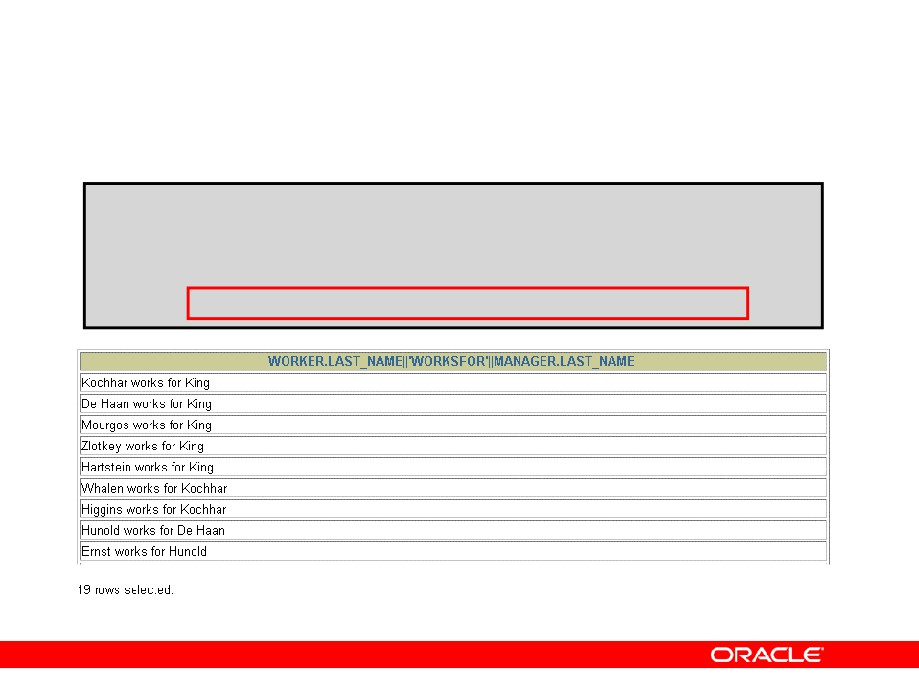 WORKER.LAST_NAME||'WORKSFOR'||MANAGER.LAST_NAME
Kochhar works for King
De Haan works for King
Mourgos works for King
Zlotkey works for King
Hartstein works for King
Whalen works for Kochhar
Higgins works for Kochhar
Hunold works for De Haan
Ernst works for Hunold
19 rows selected.
ORACLE